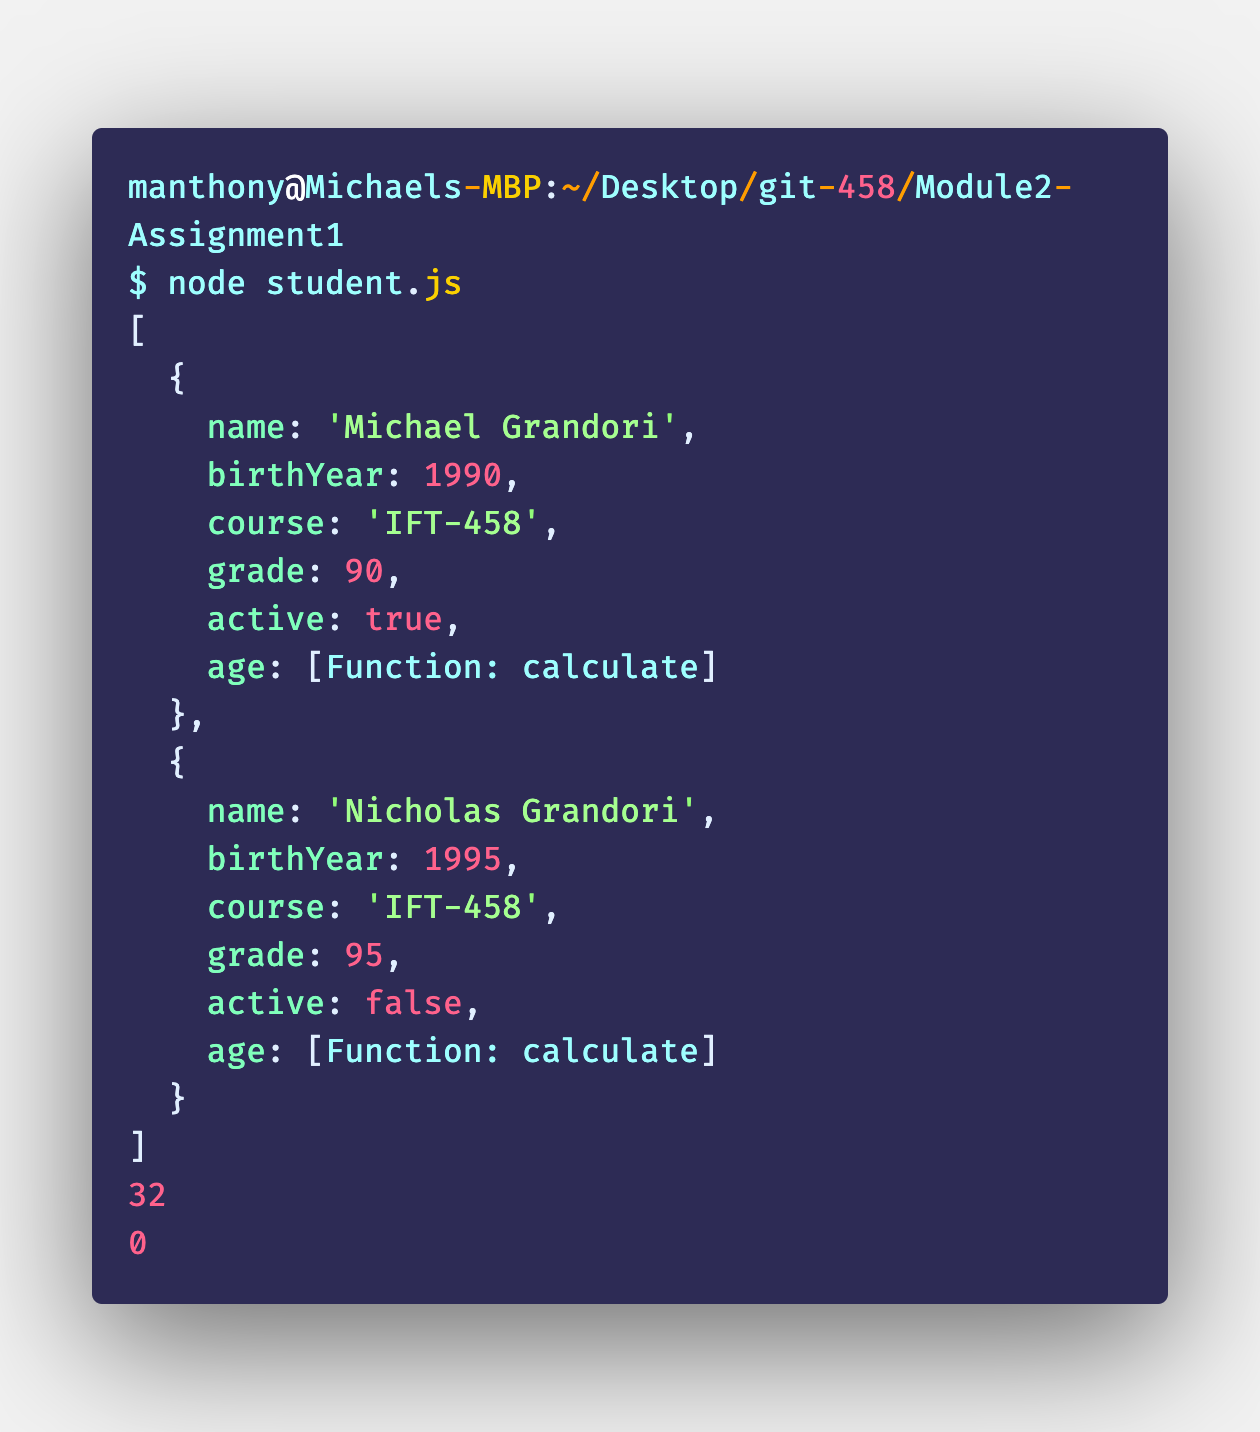 manthony@Michaels-MBP:~/Desktop/git-458/Module2-
Assignment1
$ node student.js
[
  {
    name: 'Michael Grandori',
    birthYear: 1990,
    course: 'IFT-458',
    grade: 90,
    active: true,
    age: [Function: calculate]
  },
  {
    name: 'Nicholas Grandori',
    birthYear: 1995,
    course: 'IFT-458',
    grade: 95,
    active: false,
    age: [Function: calculate]
  }
]
32
0